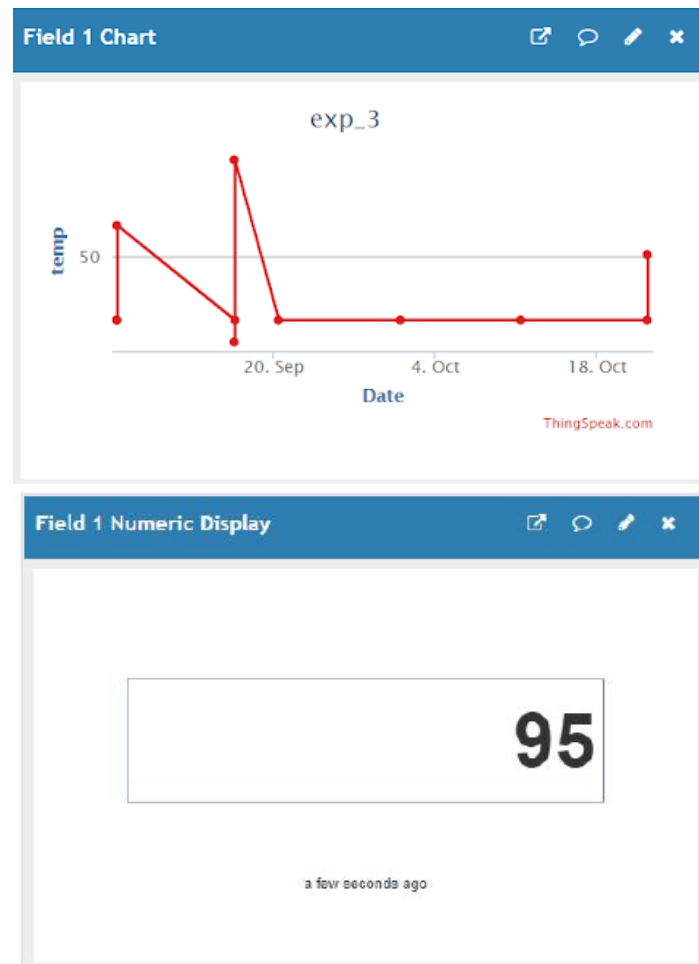 Field 1 Chart
exp_3
temp
50
20. Sep 4. Oct 18. Oct
Date
ThingSpeak.com
Field 1 Numeric Display
95
a few seconds ago